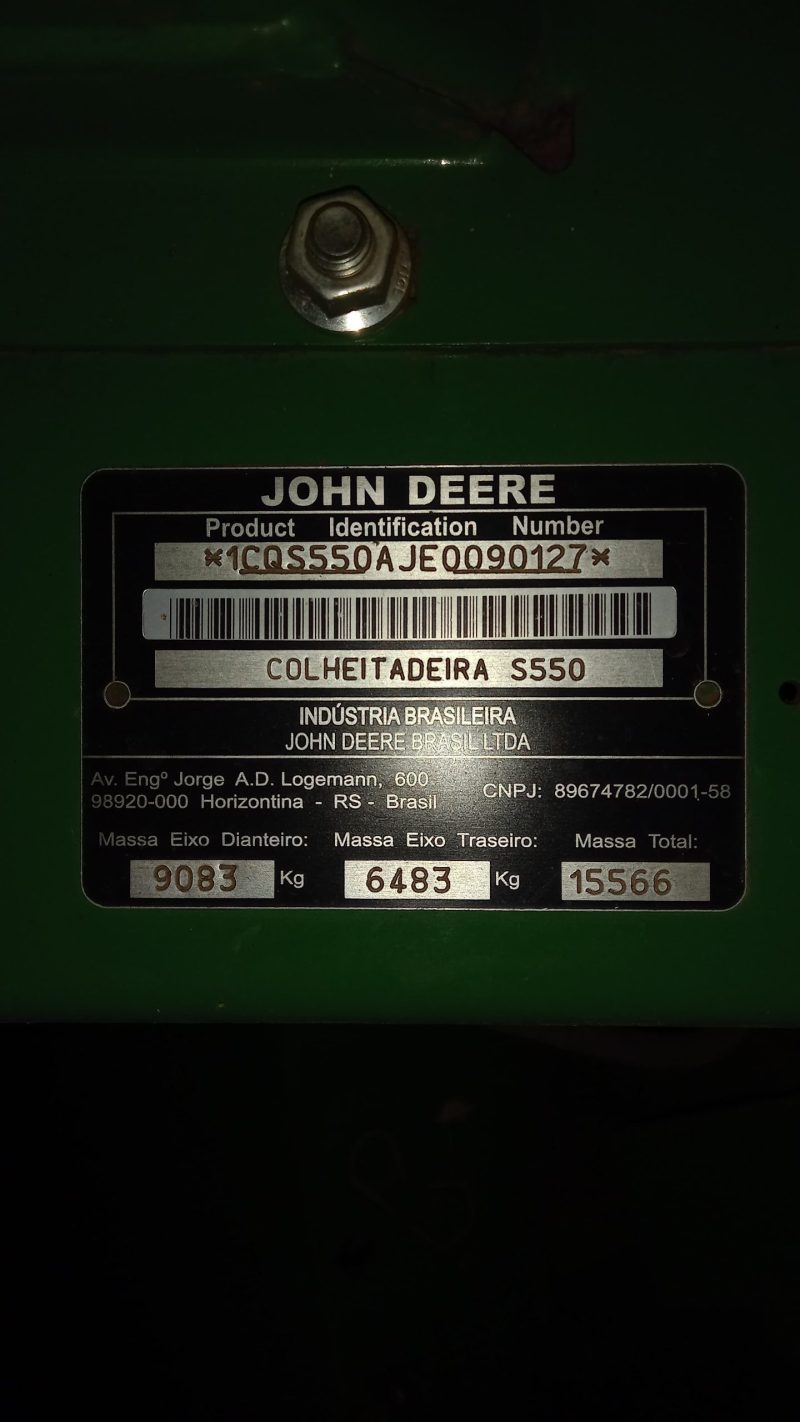 JOHN DEERE
Product Identification Number
*1CQS550AJE0090127*
COLHEITADEIRA S550
INDÚSTRIA BRASILEIRA
JOHN DEERE BRASIL LTDA
Av. Engº Jorge A.D. Logemann, 600
98920-000 Horizontina - RS - Brasil
CNPJ: 89674782/0001-58
Massa Eixo Dianteiro: Massa Eixo Traseiro: Massa Total:
9083 Kg 6483 Kg 15566